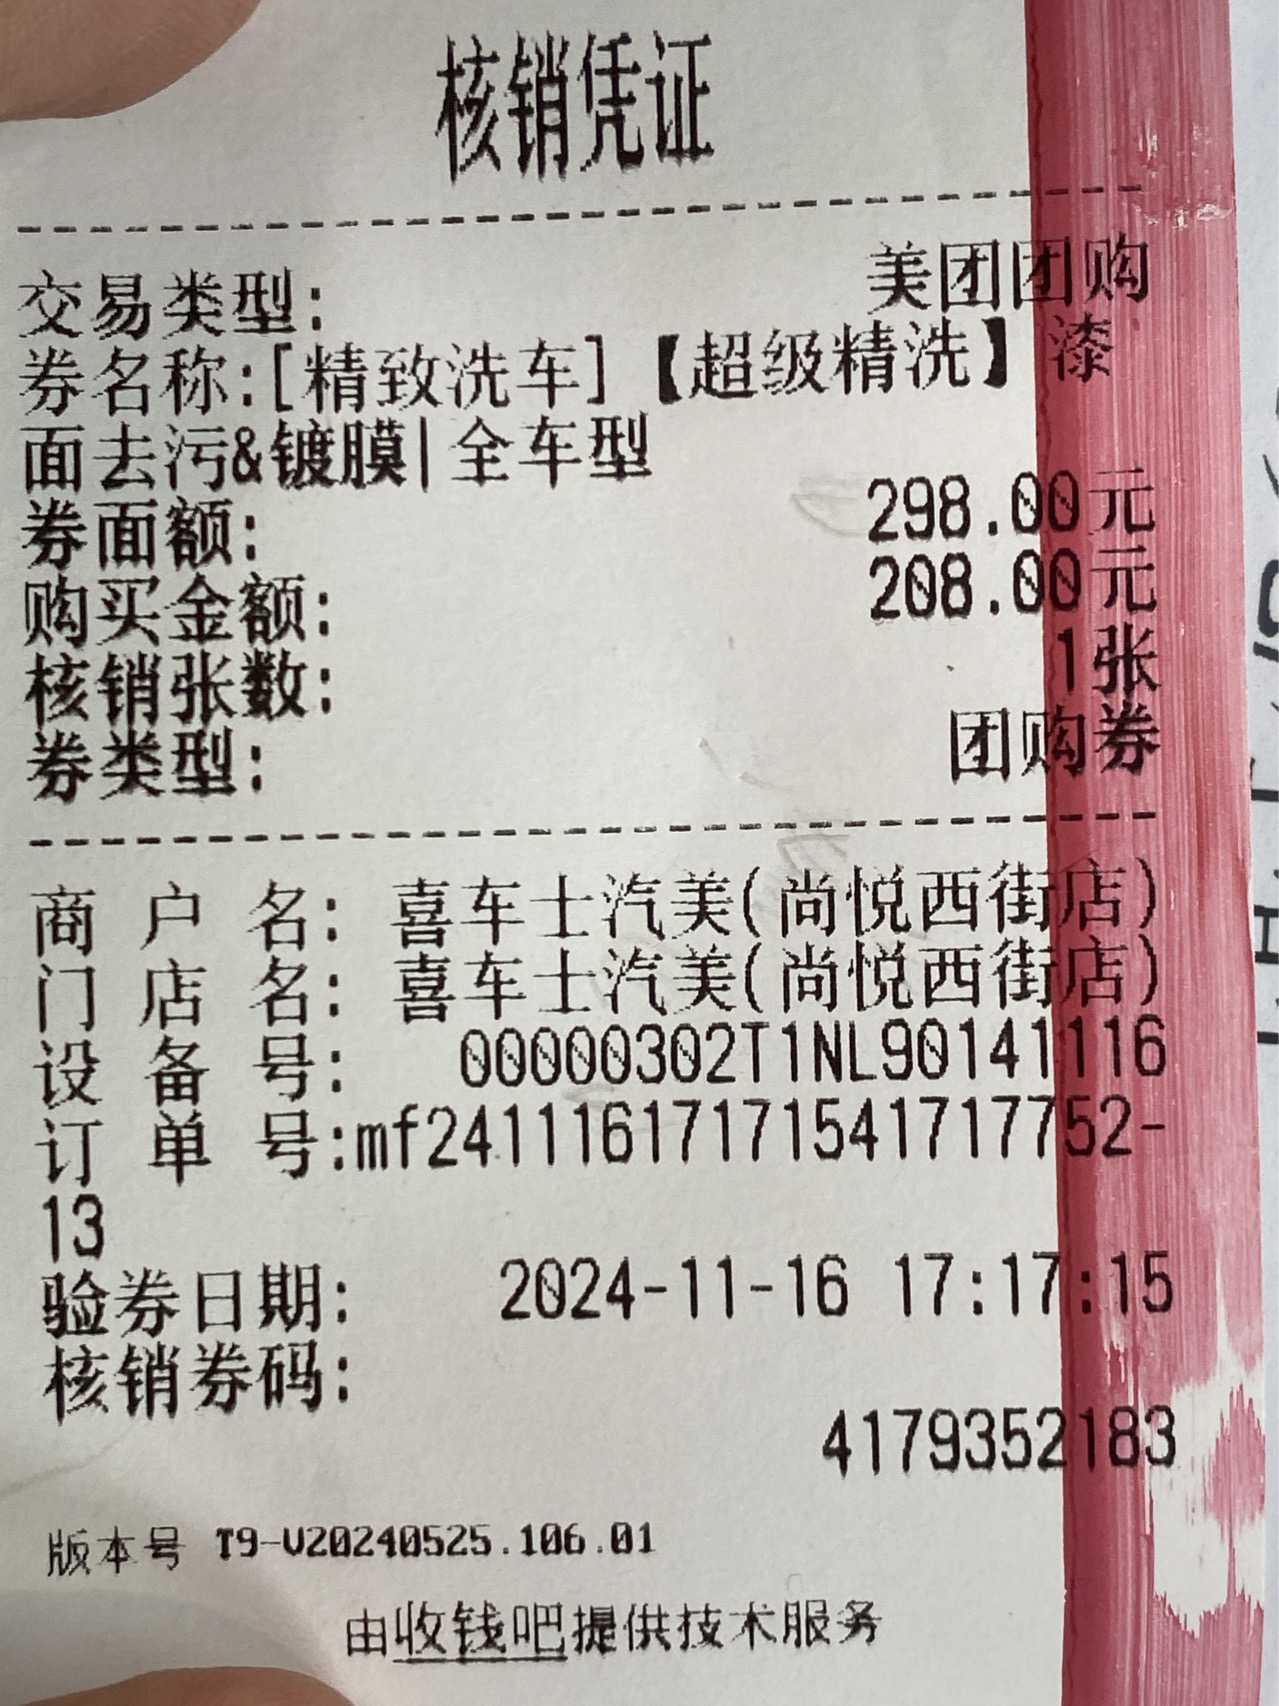 核销凭证
交易类型: 美团团购
券名称:[精致洗车]【超级精洗】漆
面去污&镀膜|全车型
券面额: 298.00元
购买金额: 208.00元
核销张数: 1张
券类型: 团购券
商户名: 喜车士汽美(尚悦西街店)
门店名: 喜车士汽美(尚悦西街店)
设备号: 00000302T1NL90141116
订单号:mf24111617171541717752-
13
验券日期: 2024-11-16 17:17:15
核销券码:
4179352183
版本号 T9-V20240525.106.01
由收钱吧提供技术服务